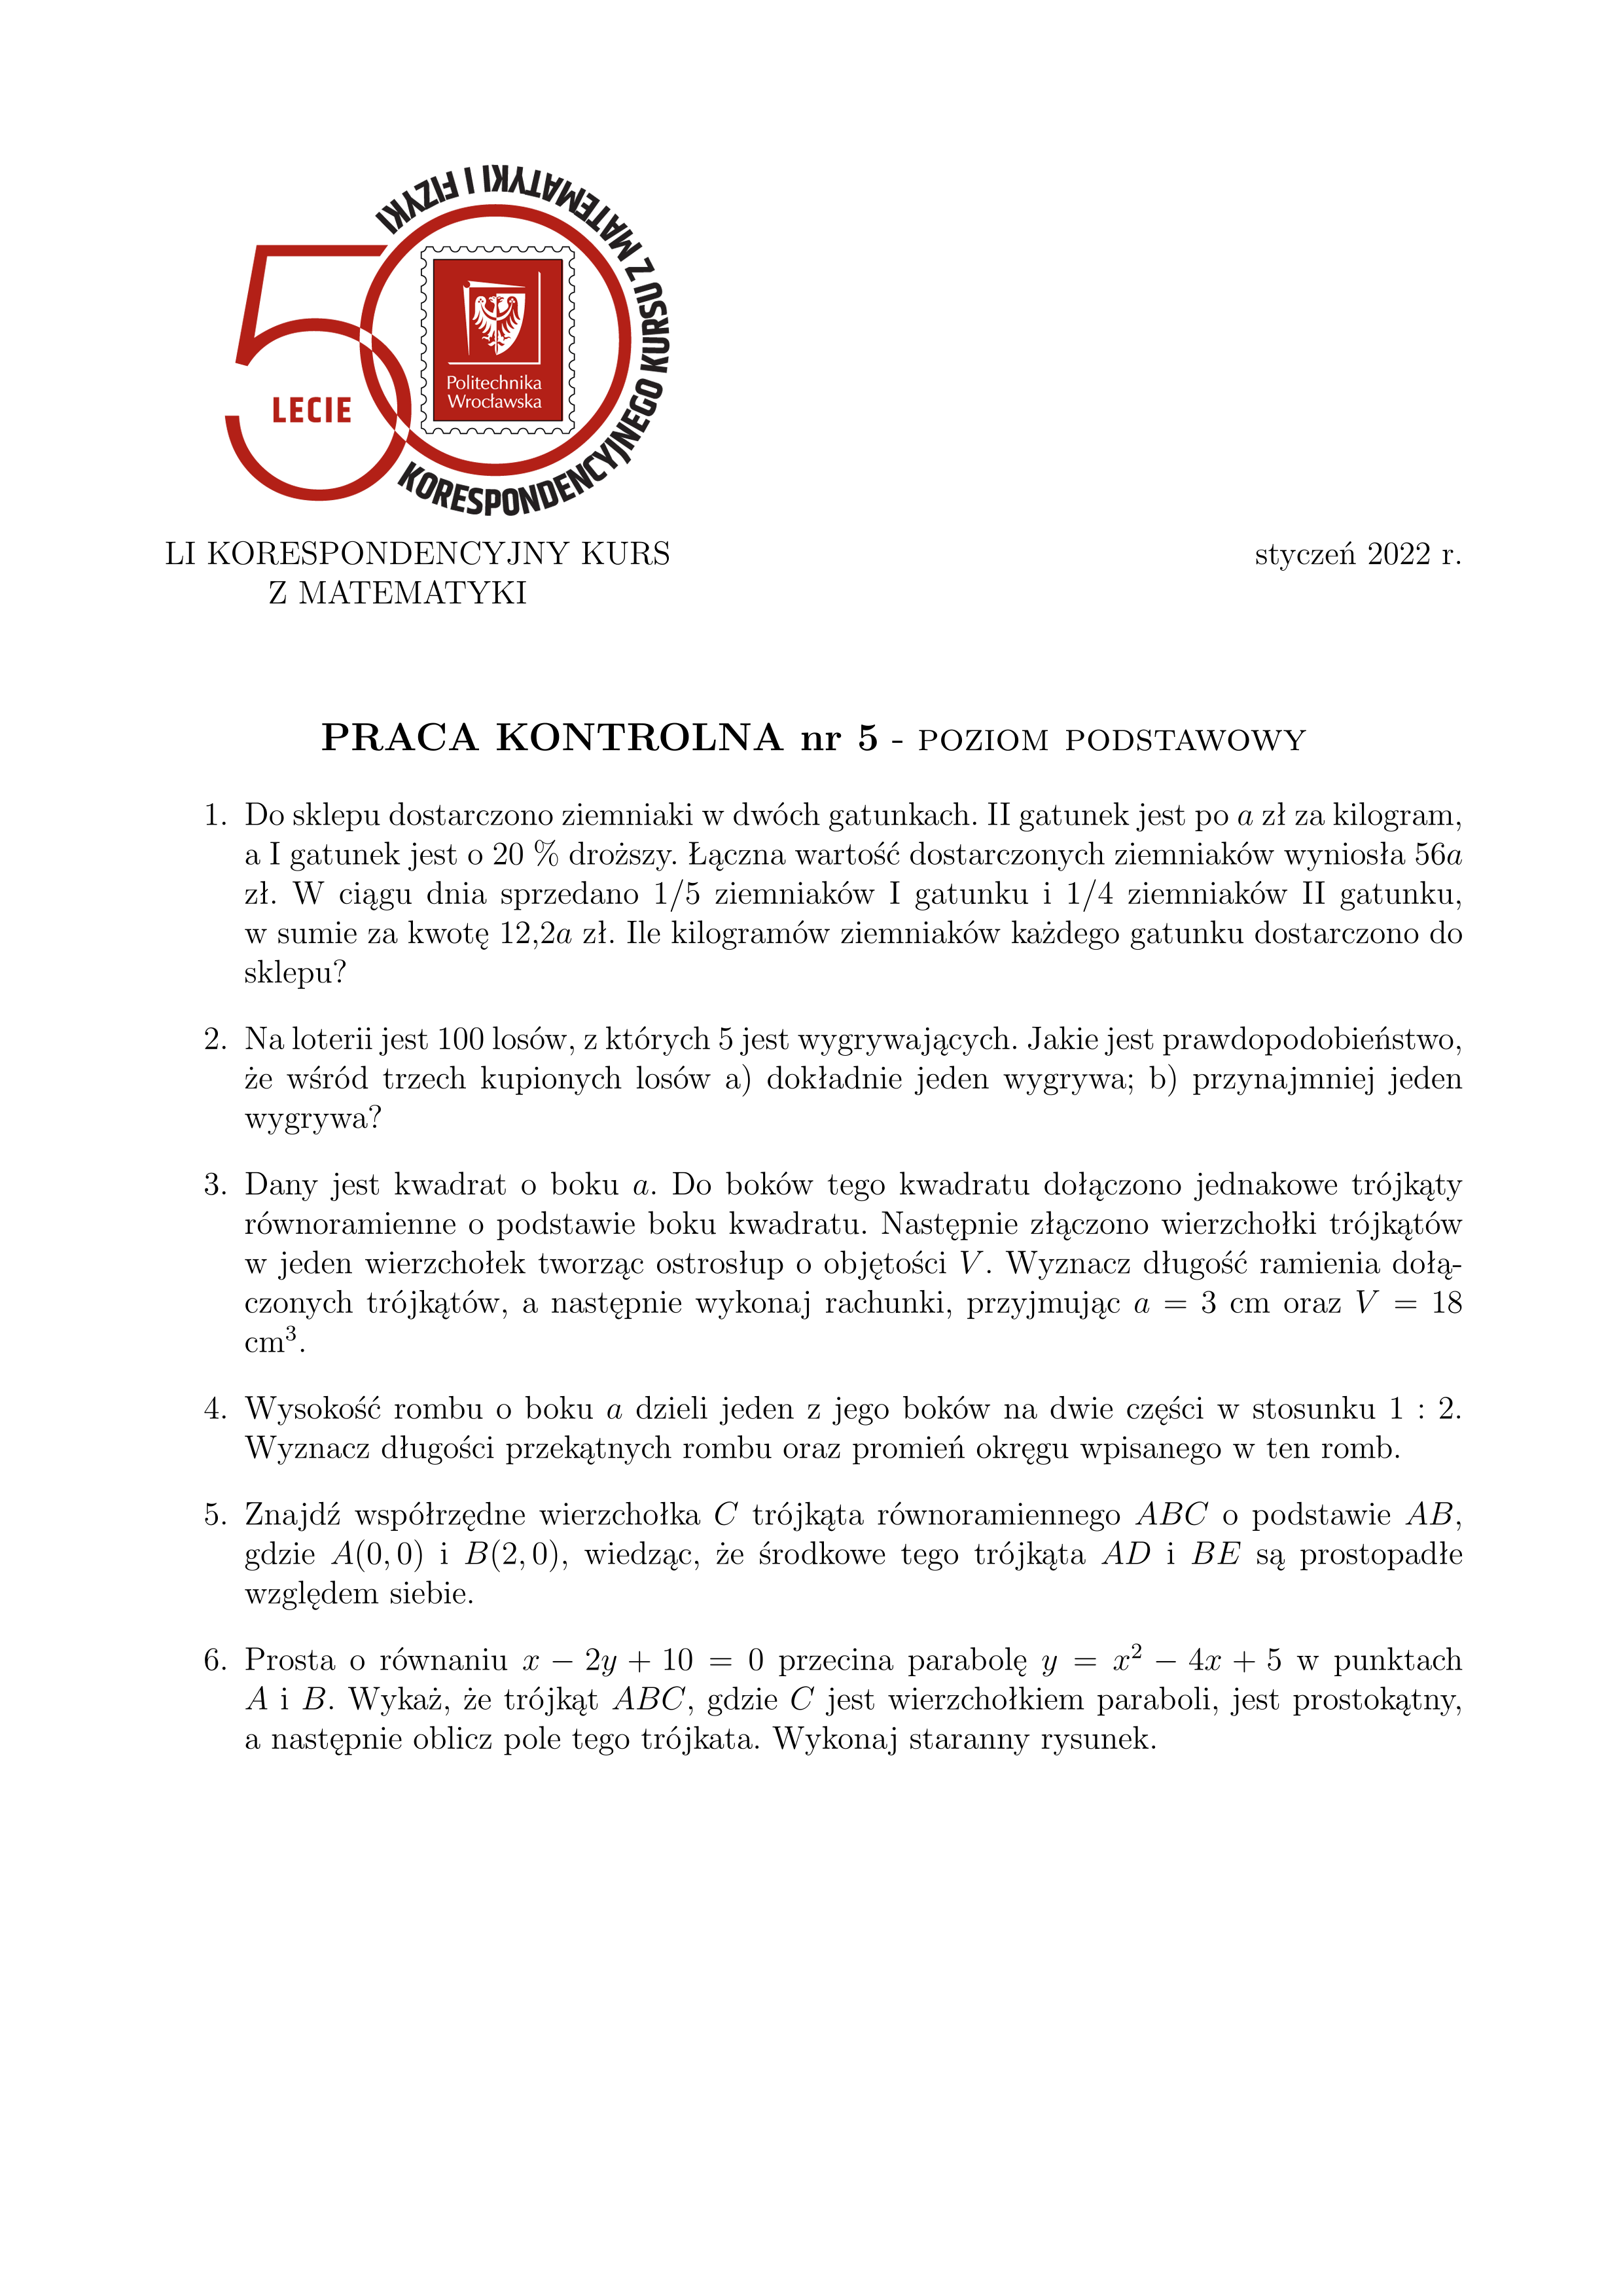 KORESPONDENCYJNEGO KURSU Z MATEMATYKI I FIZYKI
50
LECIE
Politechnika
Wrocławska
LI KORESPONDENCYJNY KURS
Z MATEMATYKI
styczeń 2022 r.
PRACA KONTROLNA nr 5 - POZIOM PODSTAWOWY
1. Do sklepu dostarczono ziemniaki w dwóch gatunkach. II gatunek jest po a zł za kilogram,
a I gatunek jest o 20 % droższy. Łączna wartość dostarczonych ziemniaków wyniosła 56a
zł. W ciągu dnia sprzedano 1/5 ziemniaków I gatunku i 1/4 ziemniaków II gatunku,
w sumie za kwotę 12,2a zł. Ile kilogramów ziemniaków każdego gatunku dostarczono do
sklepu?
2. Na loterii jest 100 losów, z których 5 jest wygrywających. Jakie jest prawdopodobieństwo,
że wśród trzech kupionych losów a) dokładnie jeden wygrywa; b) przynajmniej jeden
wygrywa?
3. Dany jest kwadrat o boku a. Do boków tego kwadratu dołączono jednakowe trójkąty
równoramienne o podstawie boku kwadratu. Następnie złączono wierzchołki trójkątów
w jeden wierzchołek tworząc ostrosłup o objętości V. Wyznacz długość ramienia dołą-
czonych trójkątów, a następnie wykonaj rachunki, przyjmując a = 3 cm oraz V = 18
cm³.
4. Wysokość rombu o boku a dzieli jeden z jego boków na dwie części w stosunku 1 : 2.
Wyznacz długości przekątnych rombu oraz promień okręgu wpisanego w ten romb.
5. Znajdź współrzędne wierzchołka C trójkąta równoramiennego ABC o podstawie AB,
gdzie A(0, 0) i B(2, 0), wiedząc, że środkowe tego trójkąta AD i BE są prostopadłe
względem siebie.
6. Prosta o równaniu x − 2y + 10 = 0 przecina parabolę y = x² − 4x + 5 w punktach
A i B. Wykaż, że trójkąt ABC, gdzie C jest wierzchołkiem paraboli, jest prostokątny,
a następnie oblicz pole tego trójkata. Wykonaj staranny rysunek.